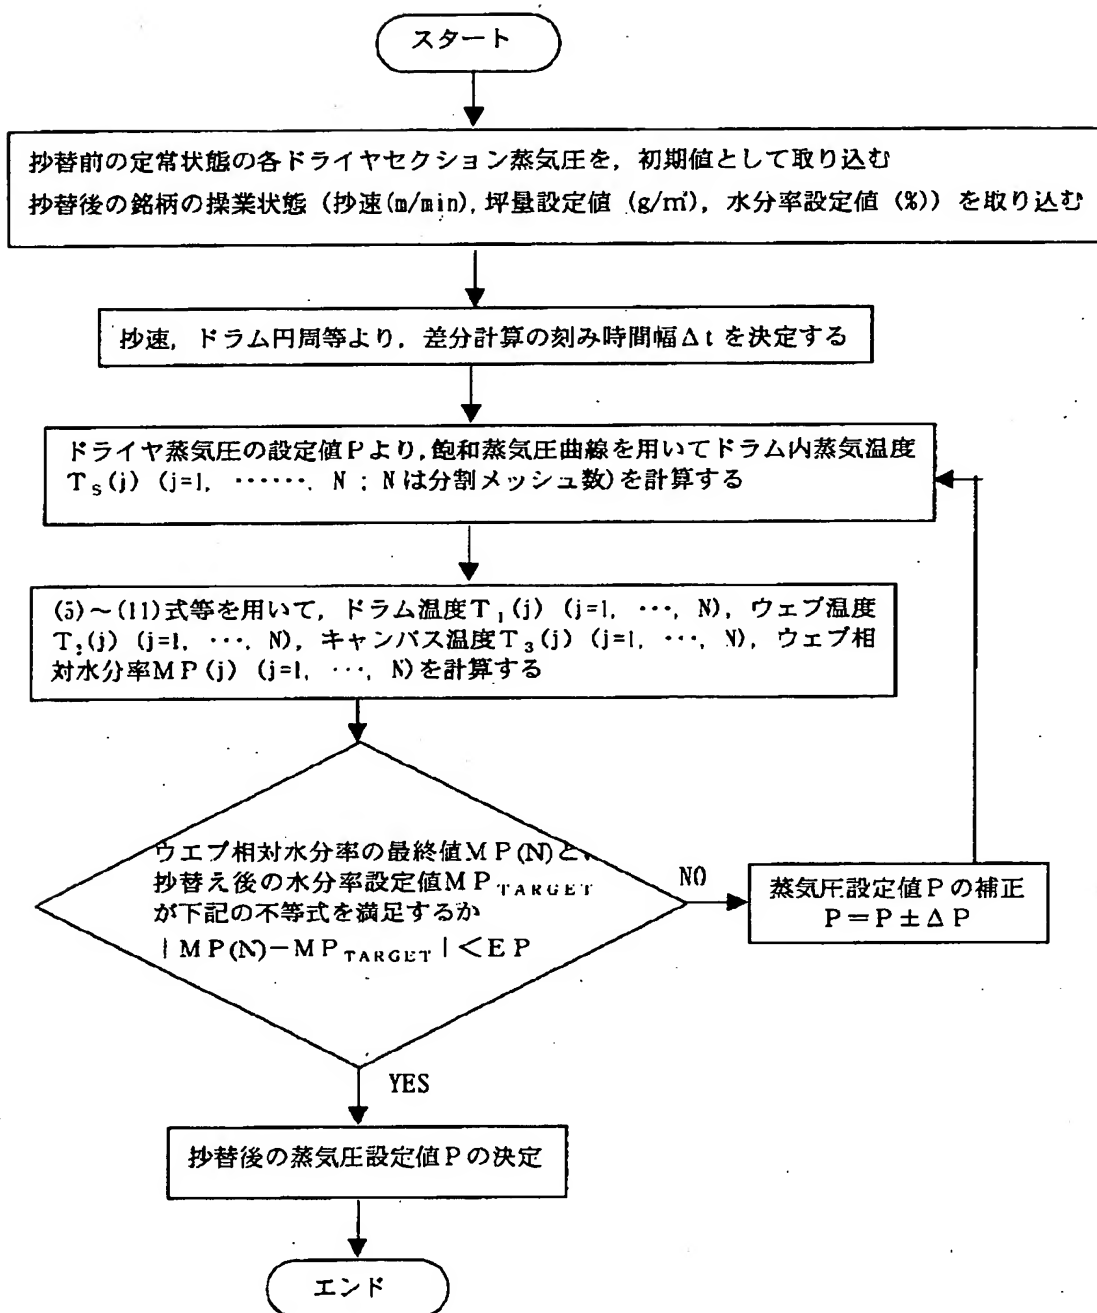 スタート
抄替前の定常状態の各ドライヤセクション蒸気圧を,初期値として取り込む
抄替後の銘柄の操業状態(抄速(m/min),坪量設定値(g/㎡),水分率設定値(%))を取り込む
抄速,ドラム円周等より,差分計算の刻み時間幅Δtを決定する
ドライヤ蒸気圧の設定値Pより,飽和蒸気圧曲線を用いてドラム内蒸気温度
TS(j) (j=1, ……, N:Nは分割メッシュ数)を計算する
(5)~(11)式等を用いて,ドラム温度T1(j) (j=1, …, N),ウェブ温度
T2(j) (j=1, …, N),キャンバス温度T3(j) (j=1, …, N),ウェブ相
対水分率MP(j) (j=1, …, N)を計算する
ウエブ相対水分率の最終値MP(N)と,
抄替え後の水分率設定値MPTARGET
が下記の不等式を満足するか
|MP(N)-MPTARGET|<EP
NO
蒸気圧設定値Pの補正
P=P±ΔP
YES
抄替後の蒸気圧設定値Pの決定
エンド